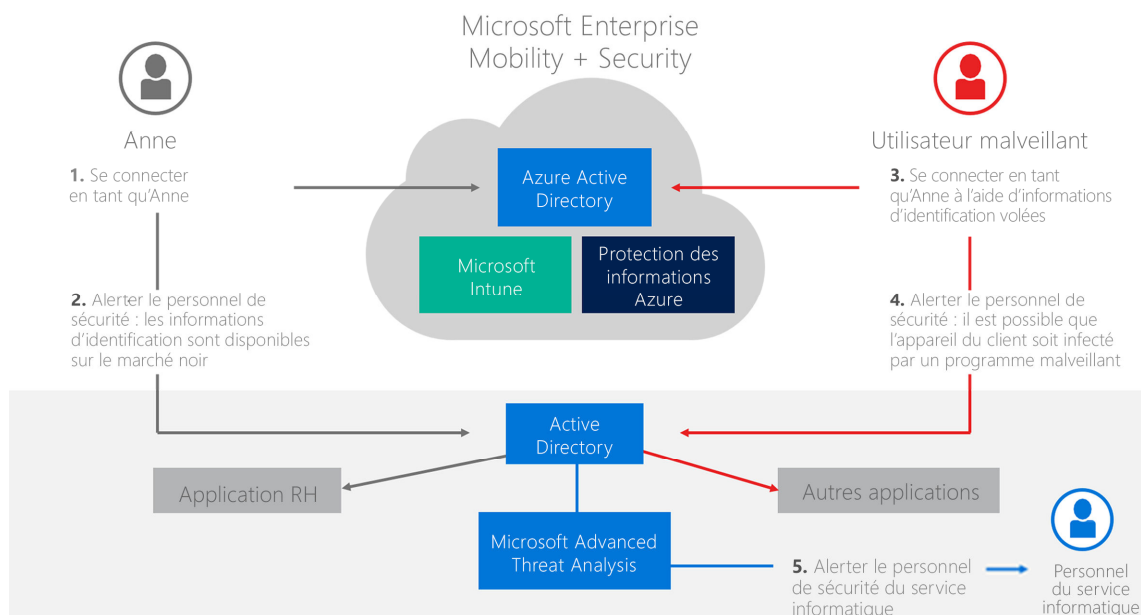 Microsoft Enterprise
Mobility + Security
Anne
Utilisateur malveillant
1. Se connecter
en tant qu’Anne
Azure Active
Directory
3. Se connecter en tant
qu’Anne à l’aide d’informations
d’identification volées
Microsoft
Intune
Protection des
informations
Azure
2. Alerter le personnel de
sécurité : les informations
d’identification sont disponibles
sur le marché noir
4. Alerter le personnel de
sécurité : il est possible que
l’appareil du client soit infecté
par un programme malveillant
Active
Directory
Application RH
Autres applications
Microsoft Advanced
Threat Analysis
5. Alerter le personnel
de sécurité du service
informatique
Personnel
du service
informatique